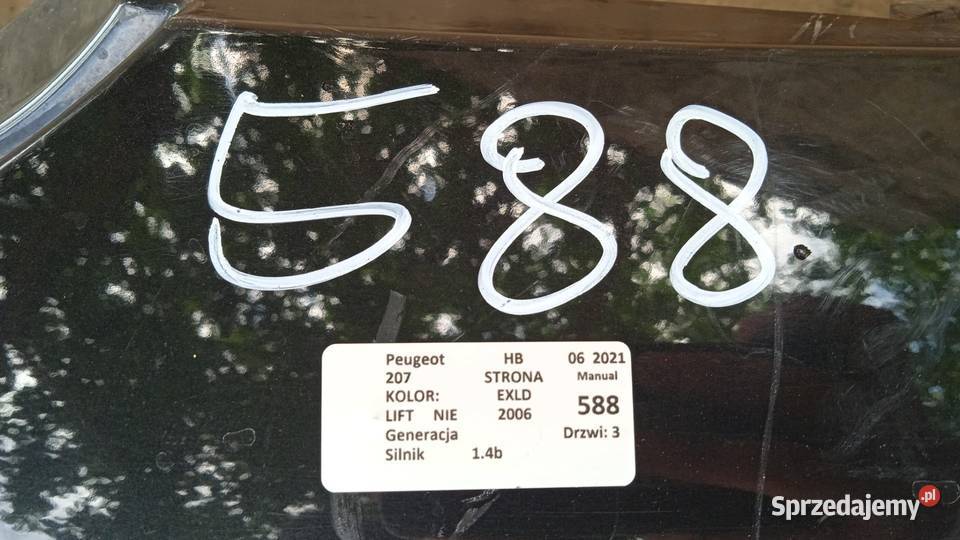 588
Peugeot HB 06 2021
207 STRONA Manual
KOLOR: EXLD
LIFT NIE 2006 588
Generacja Drzwi: 3
Silnik 1.4b
Sprzedajemy.pl